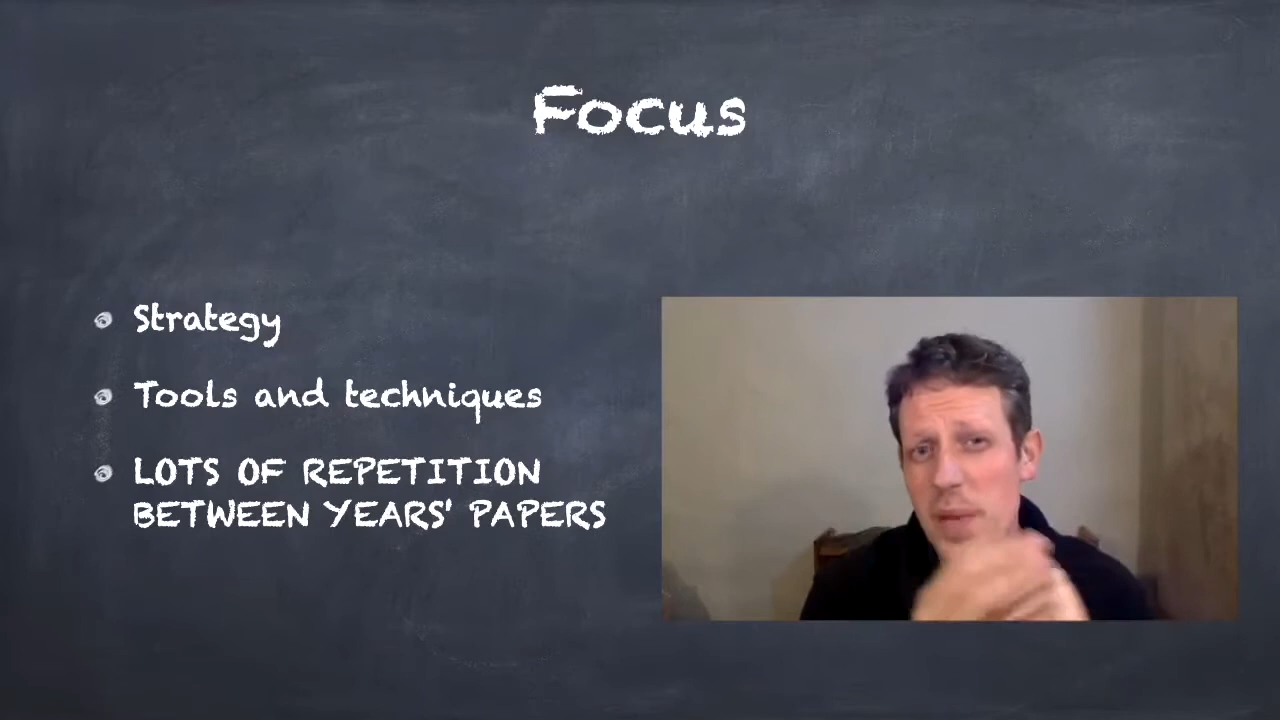 Focus
Strategy
Tools and techniques
LOTS OF REPETITION
BETWEEN YEARS' PAPERS